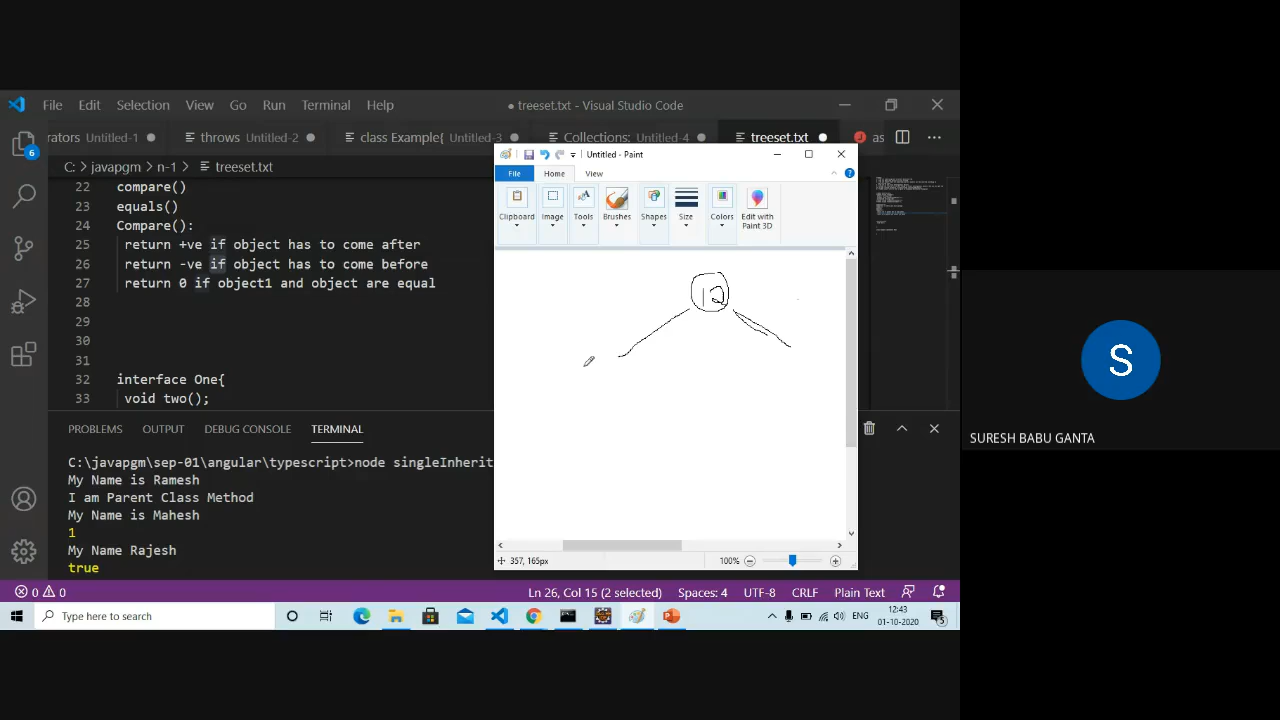 File Edit Selection View Go Run Terminal Help ● treeset.txt - Visual Studio Code
rators Untitled-1 throws Untitled-2 class Example{ Untitled-3 Collections: Untitled-4 treeset.txt as
C: > javapgm > n-1 > treeset.txt
22 compare()
23 equals()
24 Compare():
25 return +ve if object has to come after
26 return -ve if object has to come before
27 return 0 if object1 and object are equal
28
29
30
31
32 interface One{
33 void two();
6
Untitled - Paint
File Home View
Clipboard Image Tools Brushes Shapes Size Colors Edit with Paint 3D
12
357, 165px 100%
PROBLEMS OUTPUT DEBUG CONSOLE TERMINAL
C:\javapgm\sep-01\angular\typescript>node singleInherit
My Name is Ramesh
I am Parent Class Method
My Name is Mahesh
1
My Name Rajesh
true
0 0 Ln 26, Col 15 (2 selected) Spaces: 4 UTF-8 CRLF Plain Text
Type here to search ENG 12:43 01-10-2020 5
S
SURESH BABU GANTA